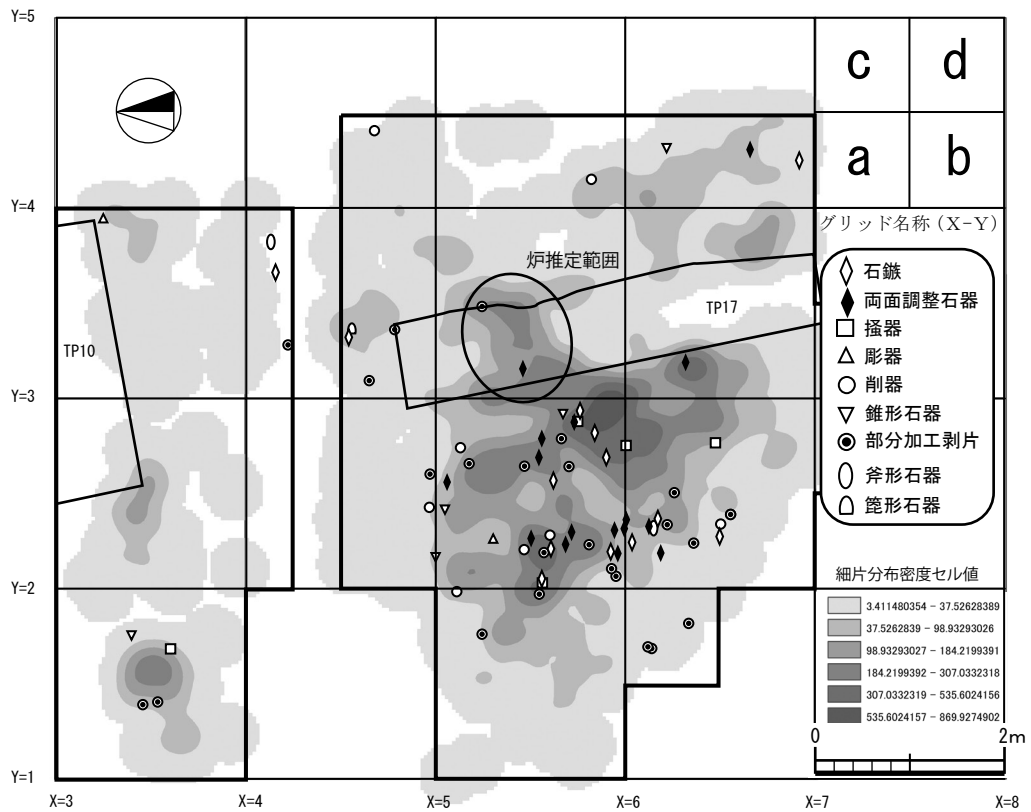 Y=5
Y=4
Y=3
Y=2
Y=1
X=3
X=4
X=5
X=6
X=7
X=8
TP10
炉推定範囲
TP17
c
d
a
b
グリッド名称(X-Y)
石鏃
両面調整石器
掻器
彫器
削器
錐形石器
部分加工剥片
斧形石器
箆形石器
細片分布密度セル値
3.411480354 - 37.52628389
37.5262839 - 98.93293026
98.93293027 - 184.2199391
184.2199392 - 307.0332318
307.0332319 - 535.6024156
535.6024157 - 869.9274902
0
2m